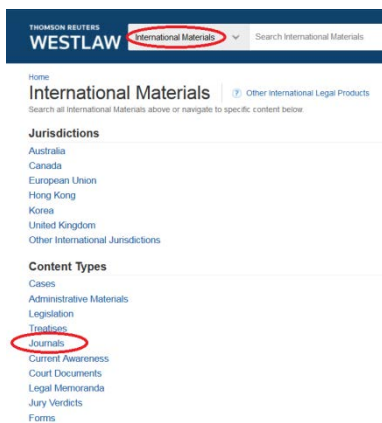 THOMSON REUTERS
WESTLAW International Materials Search International Materials
Home
International Materials ? Other International Legal Products
Search all International Materials above or navigate to specific content below.
Jurisdictions
Australia
Canada
European Union
Hong Kong
Korea
United Kingdom
Other International Jurisdictions
Content Types
Cases
Administrative Materials
Legislation
Treatises
Journals
Current Awareness
Court Documents
Legal Memoranda
Jury Verdicts
Forms